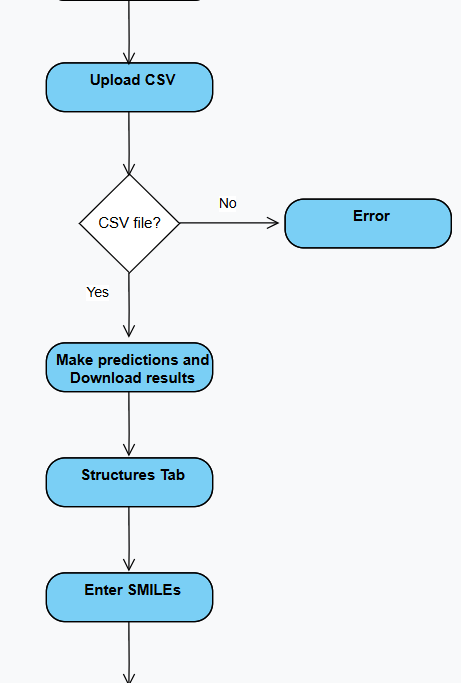 Upload CSV
CSV file?
No
Error
Yes
Make predictions and
Download results
Structures Tab
Enter SMILEs